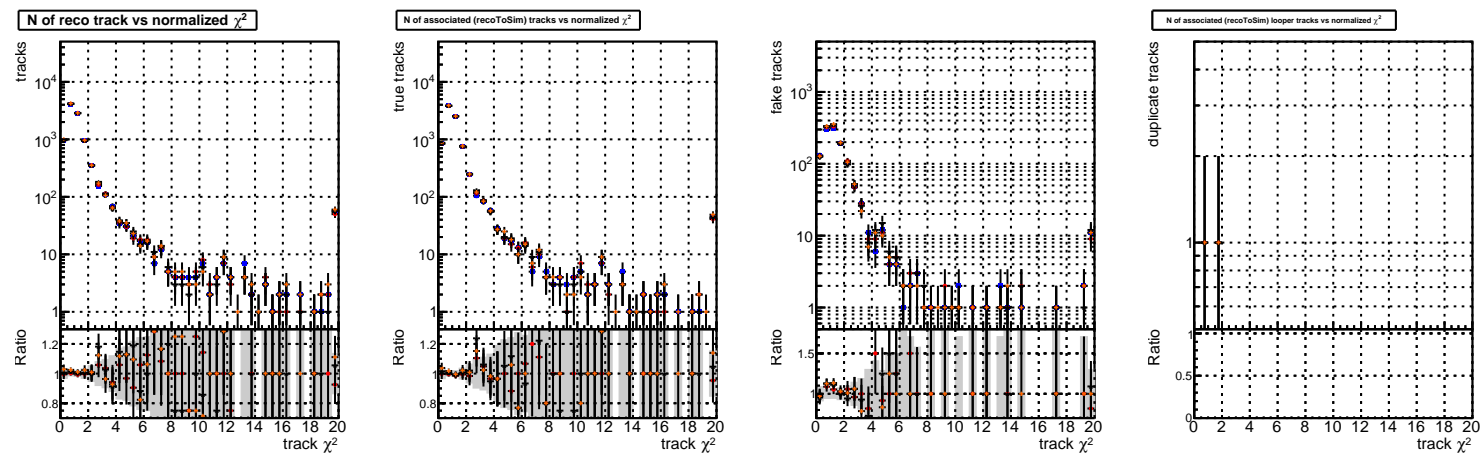 N of reco track vs normalized χ²
tracks
10⁴
10³
10²
10
1
Ratio
1.2
1
0.8
0 2 4 6 8 10 12 14 16 18 20
track χ²
N of associated (recoToSim) tracks vs normalized χ²
true tracks
10⁴
10³
10²
10
1
Ratio
1.2
1
0.8
0 2 4 6 8 10 12 14 16 18 20
track χ²
fake tracks
10³
10²
10
1
Ratio
1.5
1
0 2 4 6 8 10 12 14 16 18 20
track χ²
N of associated (recoToSim) looper tracks vs normalized χ²
duplicate tracks
1
Ratio
1
0.5
0
0 2 4 6 8 10 12 14 16 18 20
track χ²